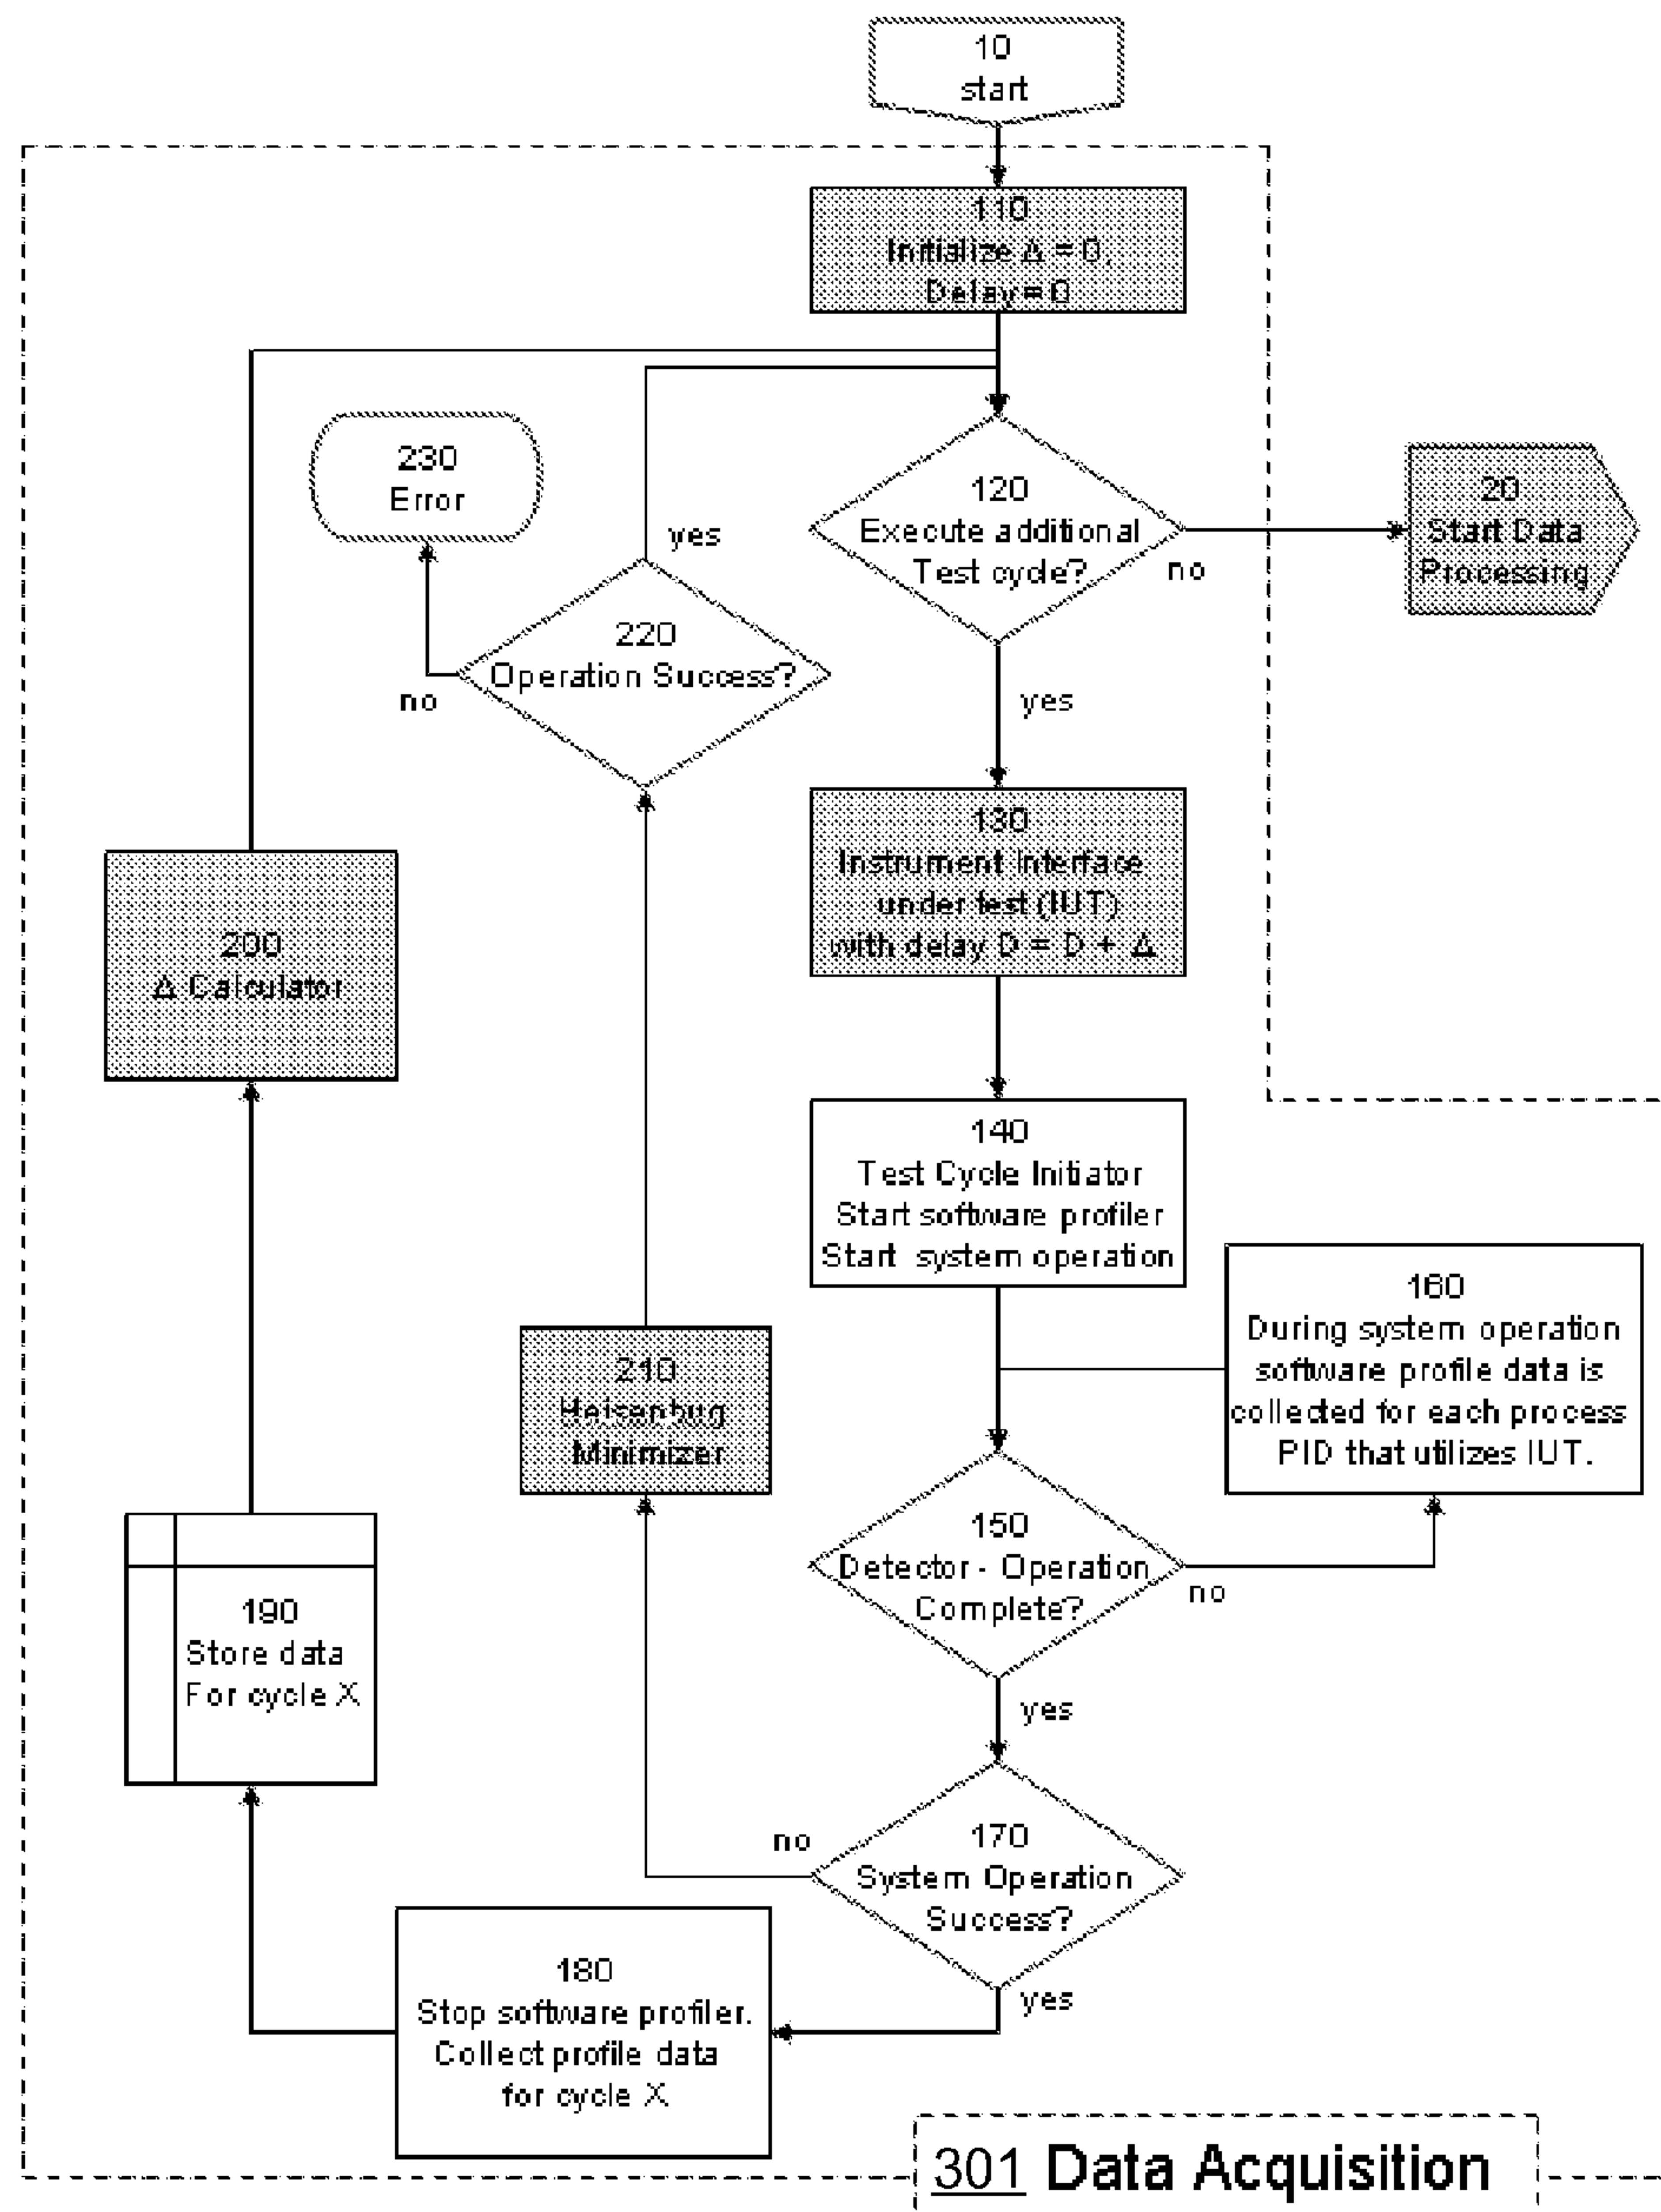 10
start
110
Initialize Δ = 0,
Delay = 0
230
Error
yes
120
Execute additional
Test cycle?
no
20
Start Data
Processing
220
Operation Success?
no
yes
130
Instrument Interface
under test (IUT)
with delay D = D + Δ
200
Δ Calculator
140
Test Cycle Initiator
Start software profiler
Start system operation
160
During system operation
software profile data is
collected for each process
PID that utilizes IUT.
210
Heisenbug
Minimizer
150
Detector - Operation
Complete?
no
190
Store data
For cycle X
yes
no
170
System Operation
Success?
yes
180
Stop software profiler.
Collect profile data
for cycle X
301 Data Acquisition